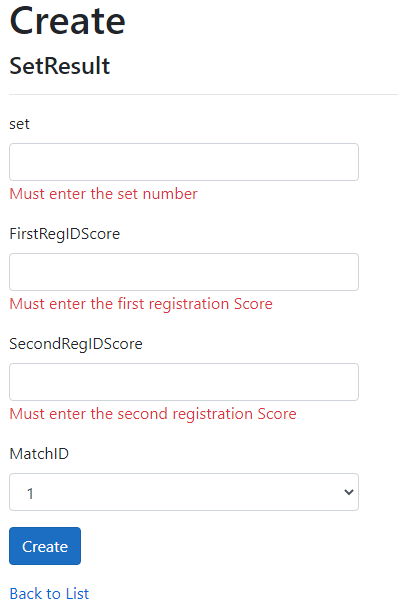 Create
SetResult
set
Must enter the set number
FirstRegIDScore
Must enter the first registration Score
SecondRegIDScore
Must enter the second registration Score
MatchID
1
Create
Back to List